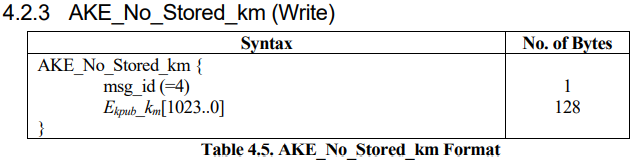 4.2.3 AKE_No_Stored_km (Write)
Syntax No. of Bytes
AKE_No_Stored_km {
msg_id (=4) 1
Ekpub_km[1023..0] 128
}
Table 4.5. AKE_No_Stored_km Format